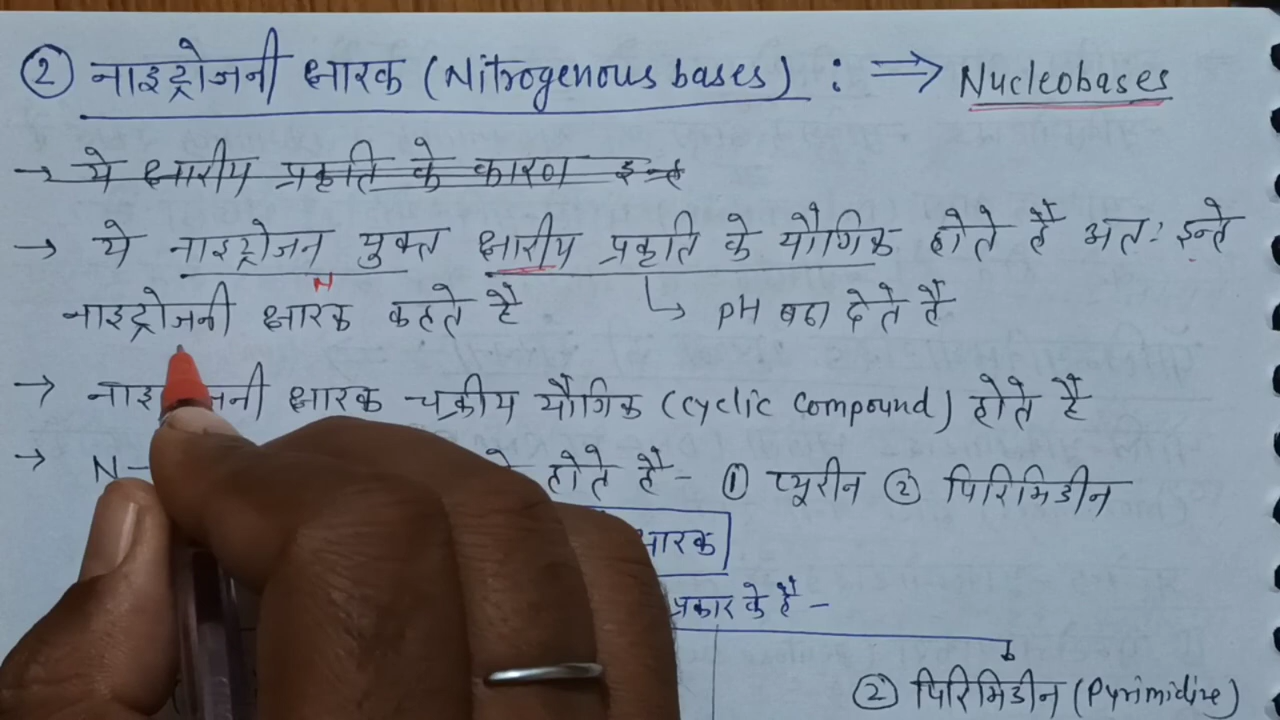 ② नाइट्रोजनी क्षारक (Nitrogenous bases) : ⟹ Nucleobases
→ ये क्षारीय प्रकृति के कारण इन्हे
→ ये नाइट्रोजन युक्त क्षारीय प्रकृति के यौगिक होते हैं अतः इन्हे
N
नाइट्रोजनी क्षारक कहते है ↳ PH बढा देते है
→ क्षारक चक्रीय यौगिक (Cyclic Compound) होते है
→ N- होते है - ① प्यूरीन ② पिरिमिडीन
क्षारक
प्रकार के है -
② पिरिमिडीन (Pyrimidine)